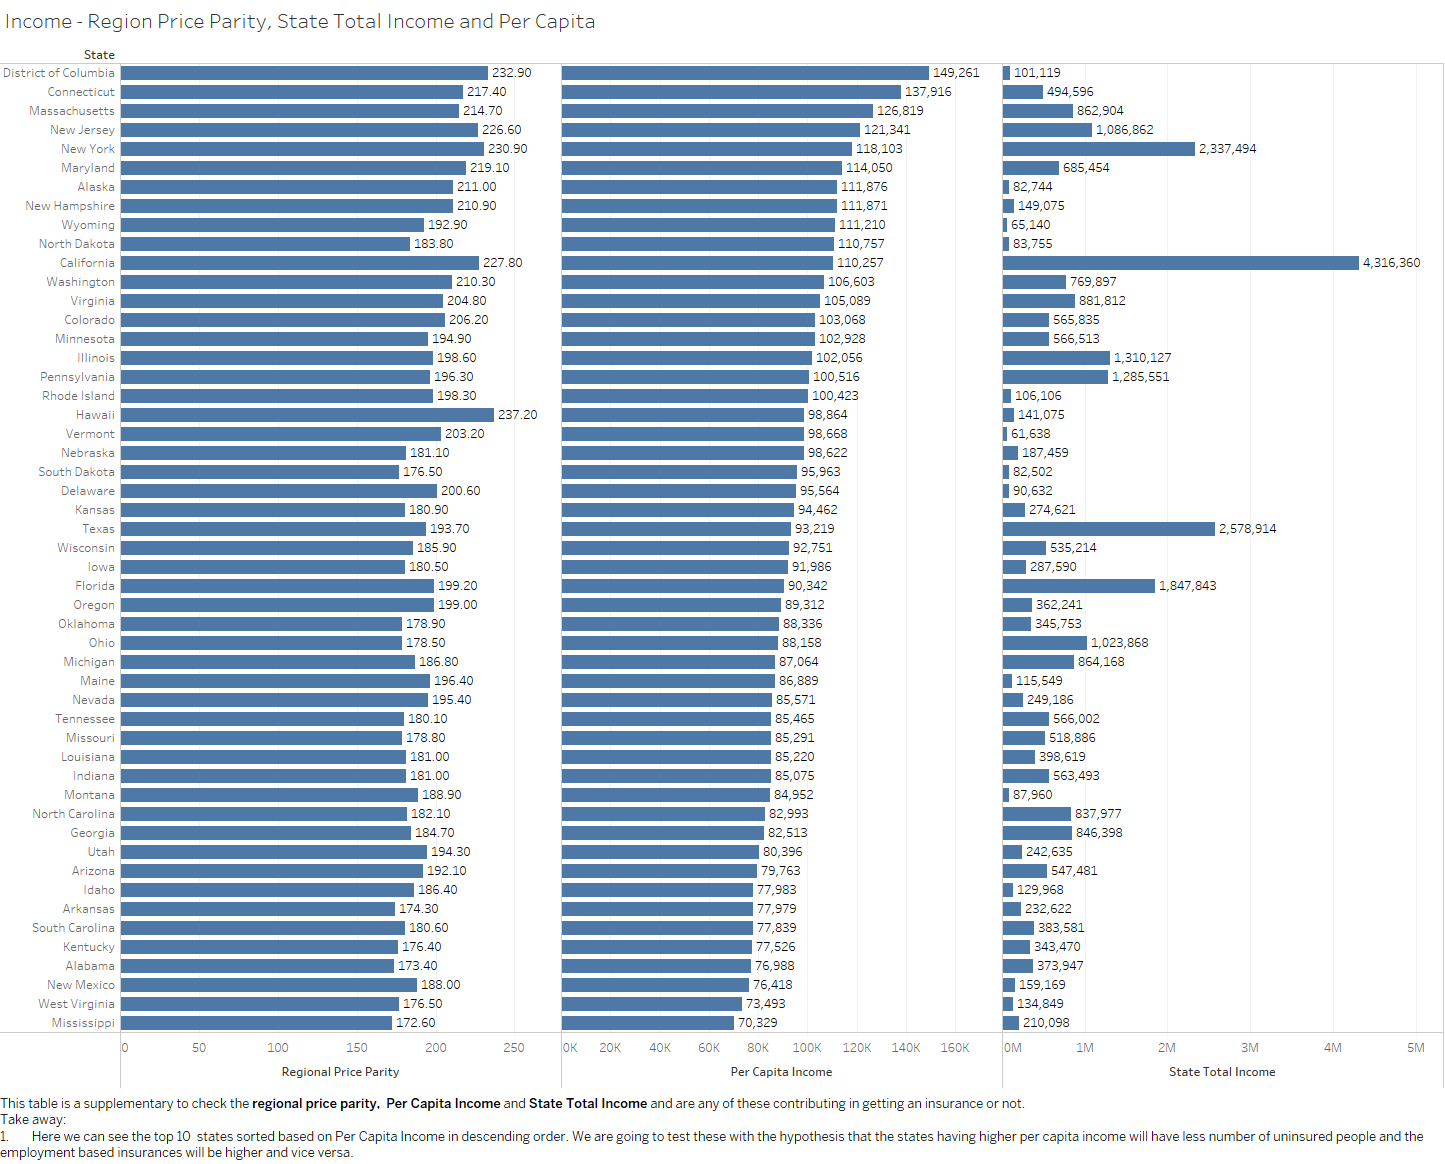 Income - Region Price Parity, State Total Income and Per Capita
State
District of Columbia 232.90 149,261 101,119
Connecticut 217.40 137,916 494,596
Massachusetts 214.70 126,819 862,904
New Jersey 226.60 121,341 1,086,862
New York 230.90 118,103 2,337,494
Maryland 219.10 114,050 685,454
Alaska 211.00 111,876 82,744
New Hampshire 210.90 111,871 149,075
Wyoming 192.90 111,210 65,140
North Dakota 183.80 110,757 83,755
California 227.80 110,257 4,316,360
Washington 210.30 106,603 769,897
Virginia 204.80 105,089 881,812
Colorado 206.20 103,068 565,835
Minnesota 194.90 102,928 566,513
Illinois 198.60 102,056 1,310,127
Pennsylvania 196.30 100,516 1,285,551
Rhode Island 198.30 100,423 106,106
Hawaii 237.20 98,864 141,075
Vermont 203.20 98,668 61,638
Nebraska 181.10 98,622 187,459
South Dakota 176.50 95,963 82,502
Delaware 200.60 95,564 90,632
Kansas 180.90 94,462 274,621
Texas 193.70 93,219 2,578,914
Wisconsin 185.90 92,751 535,214
Iowa 180.50 91,986 287,590
Florida 199.20 90,342 1,847,843
Oregon 199.00 89,312 362,241
Oklahoma 178.90 88,336 345,753
Ohio 178.50 88,158 1,023,868
Michigan 186.80 87,064 864,168
Maine 196.40 86,889 115,549
Nevada 195.40 85,571 249,186
Tennessee 180.10 85,465 566,002
Missouri 178.80 85,291 518,886
Louisiana 181.00 85,220 398,619
Indiana 181.00 85,075 563,493
Montana 188.90 84,952 87,960
North Carolina 182.10 82,993 837,977
Georgia 184.70 82,513 846,398
Utah 194.30 80,396 242,635
Arizona 192.10 79,763 547,481
Idaho 186.40 77,983 129,968
Arkansas 174.30 77,979 232,622
South Carolina 180.60 77,839 383,581
Kentucky 176.40 77,526 343,470
Alabama 173.40 76,988 373,947
New Mexico 188.00 76,418 159,169
West Virginia 176.50 73,493 134,849
Mississippi 172.60 70,329 210,098
0 50 100 150 200 250 0K 20K 40K 60K 80K 100K 120K 140K 160K 0M 1M 2M 3M 4M 5M
Regional Price Parity Per Capita Income State Total Income
This table is a supplementary to check the regional price parity, Per Capita Income and State Total Income and are any of these contributing in getting an insurance or not.
Take away:
1. Here we can see the top 10 states sorted based on Per Capita Income in descending order. We are going to test these with the hypothesis that the states having higher per capita income will have less number of uninsured people and the
employment based insurances will be higher and vice versa.